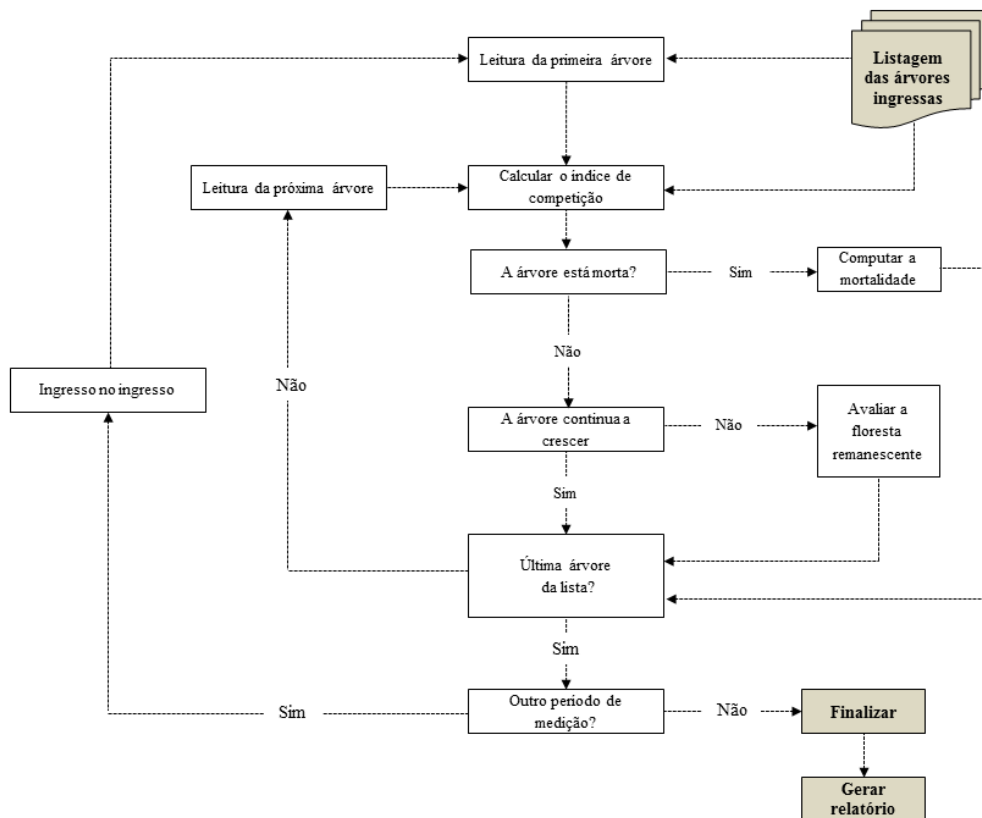 Leitura da primeira árvore
Listagem
das árvores
ingressas
Leitura da próxima árvore
Calcular o índice de
competição
A árvore está morta?
Sim
Computar a
mortalidade
Não
Ingresso no ingresso
Não
A árvore continua a
crescer
Não
Avaliar a
floresta
remanescente
Sim
Última árvore
da lista?
Sim
Outro período de
medição?
Sim
Não
Finalizar
Gerar
relatório